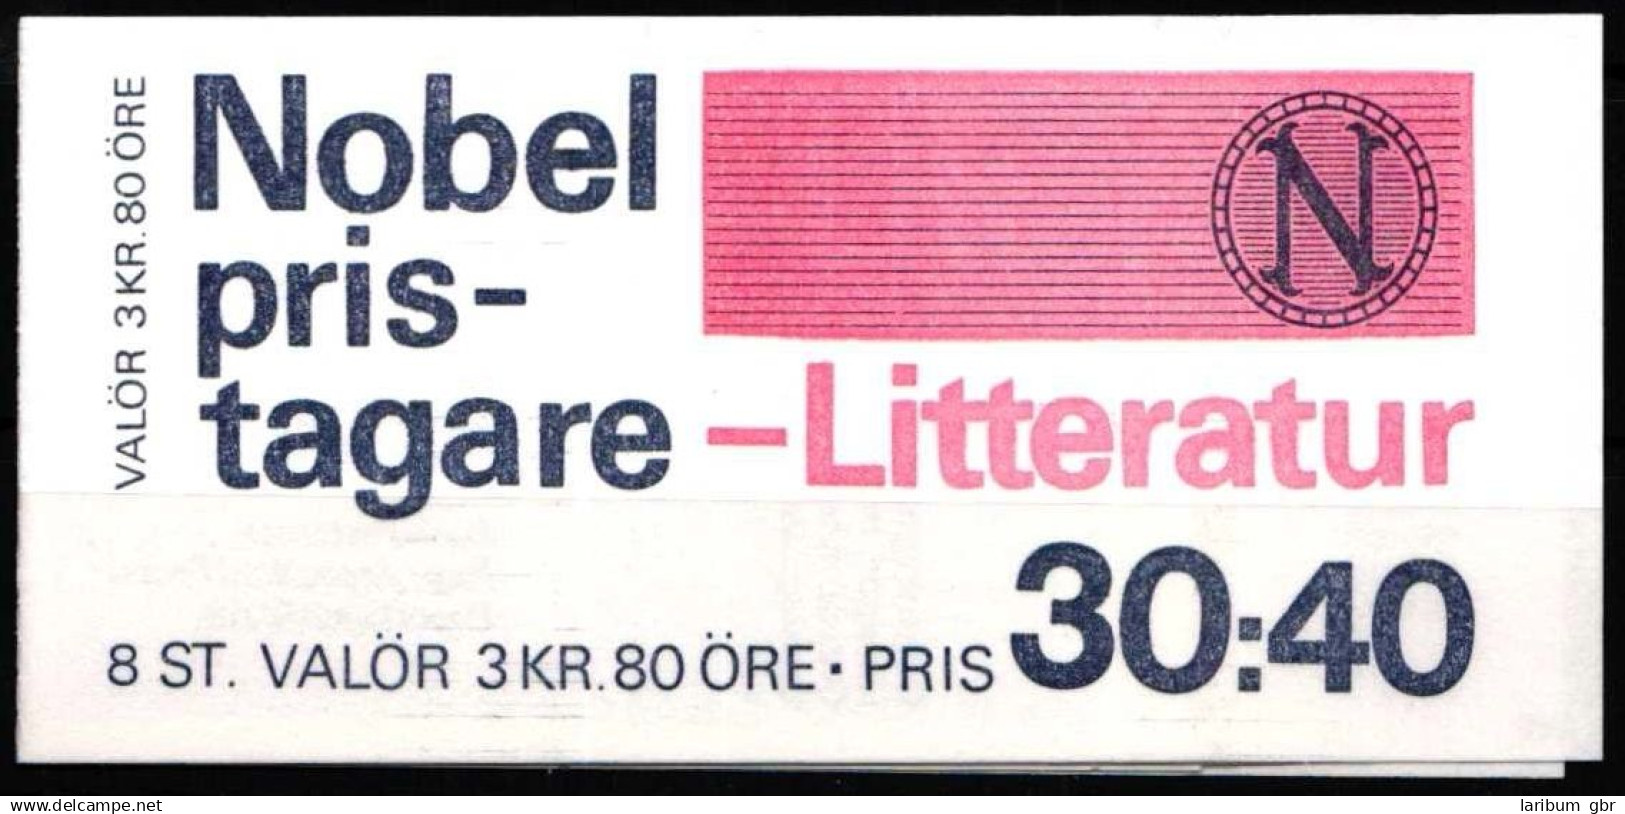 VALÖR 3 KR. 80 ÖRE
Nobel
pris-
tagare -Litteratur
N
8 ST. VALÖR 3 KR. 80 ÖRE · PRIS 30:40
www.delcampe.net
laribum gbr